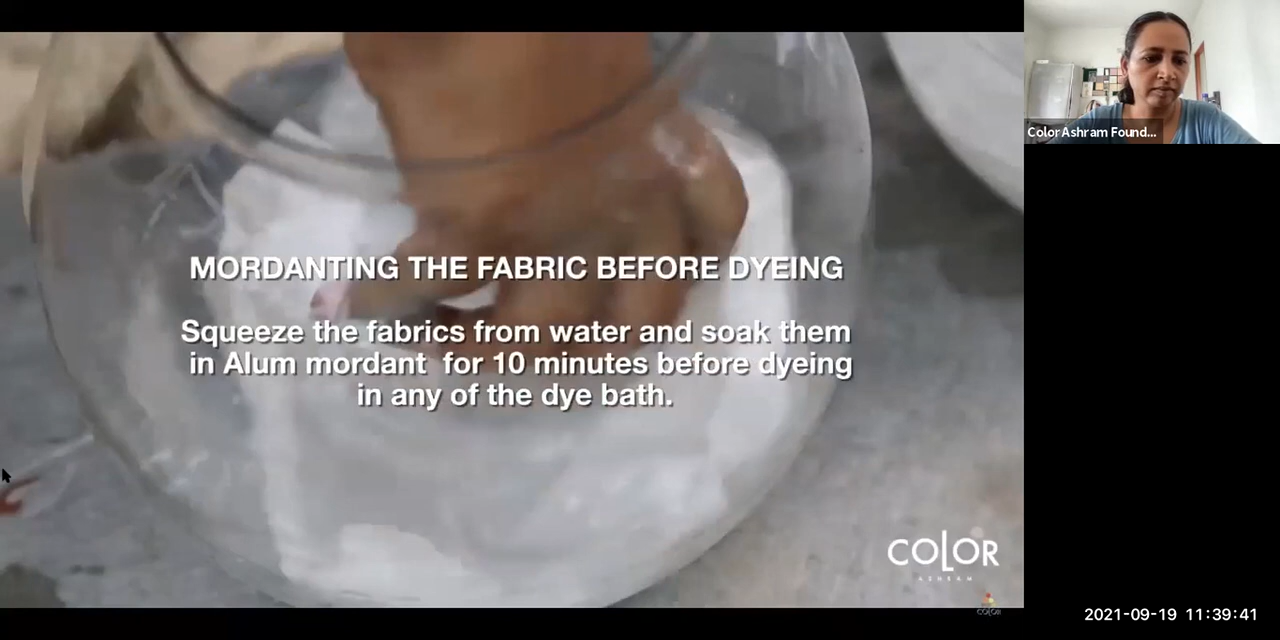 ColorAshram Found...
MORDANTING THE FABRIC BEFORE DYEING
Squeeze the fabrics from water and soak them
in Alum mordant for 10 minutes before dyeing
in any of the dye bath.
COLOR
ASHRAM
COLOR
2021-09-19 11:39:41